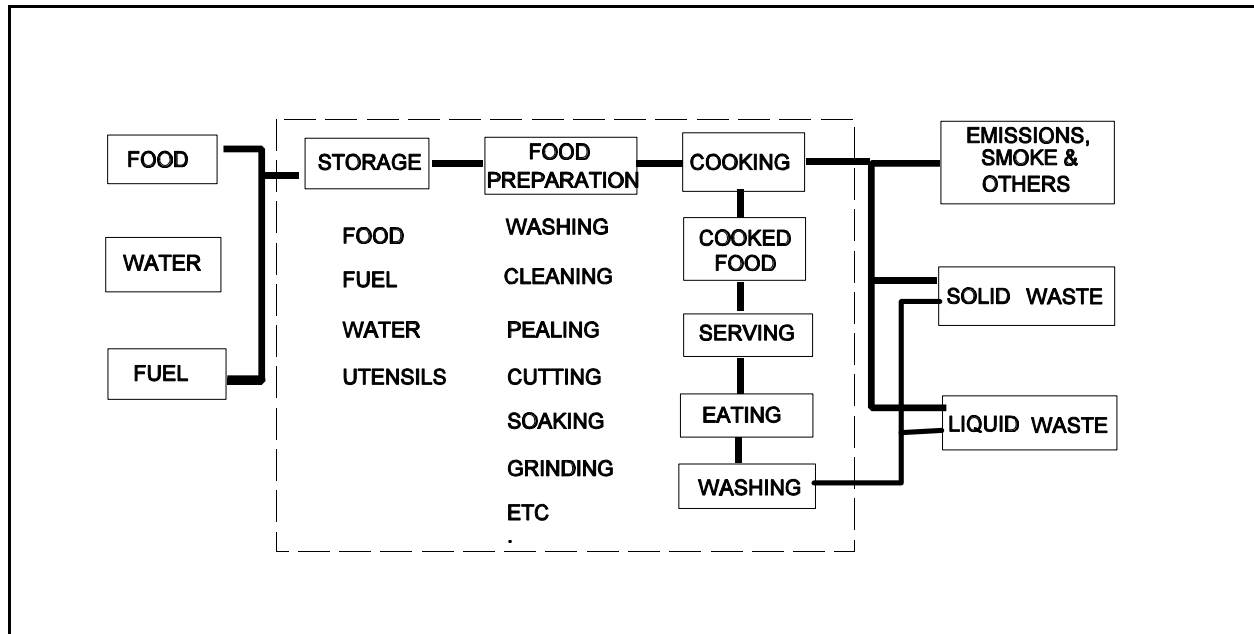 FOOD
WATER
FUEL
STORAGE
FOOD
FUEL
WATER
UTENSILS
FOOD
PREPARATION
WASHING
CLEANING
PEALING
CUTTING
SOAKING
GRINDING
ETC
.
COOKING
COOKED
FOOD
SERVING
EATING
WASHING
EMISSIONS,
SMOKE &
OTHERS
SOLID WASTE
LIQUID WASTE